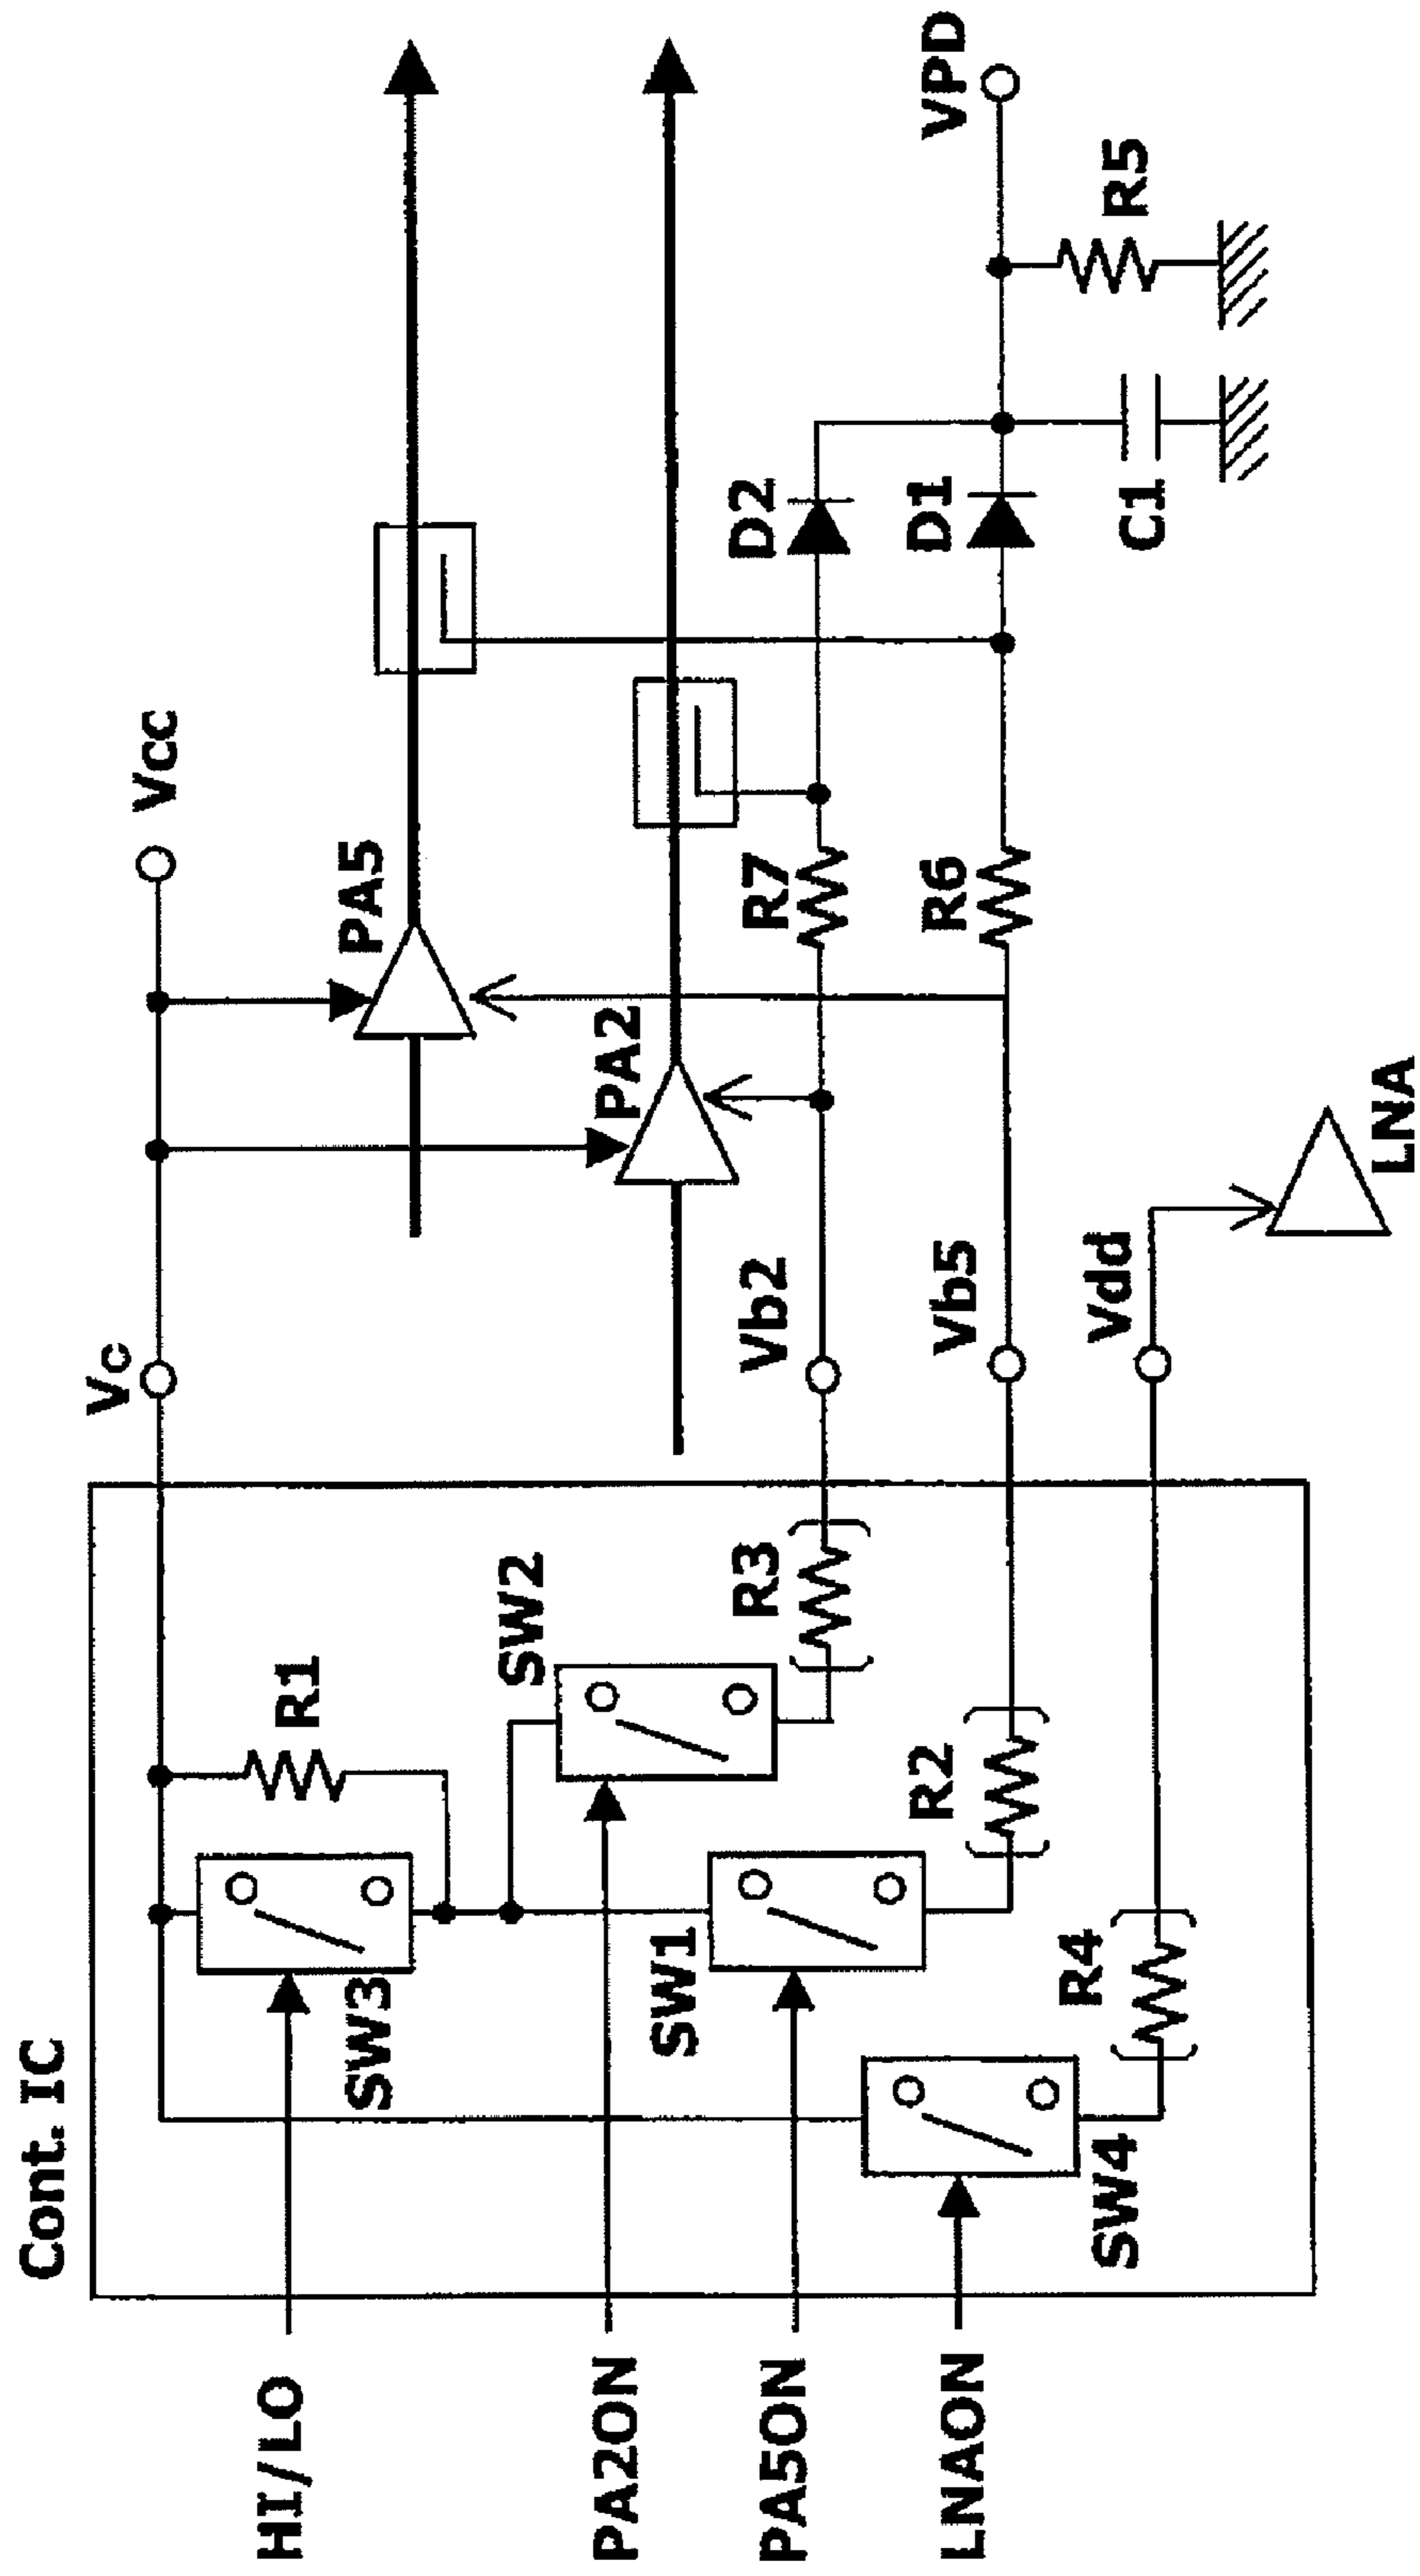 Cont. IC
HI/LO
PA2ON
PA5ON
LNAON
SW3
R1
SW2
SW1
SW4
R3
R2
R4
Vc
Vcc
Vb2
Vb5
Vdd
PA5
PA2
LNA
R7
R6
D2
D1
C1
R5
VPD